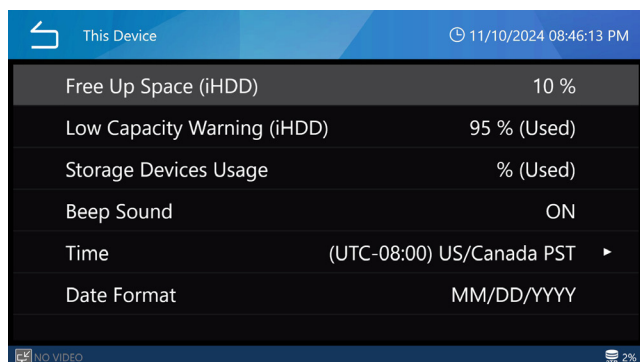 This Device 11/10/2024 08:46:13 PM
Free Up Space (iHDD) 10 %
Low Capacity Warning (iHDD) 95 % (Used)
Storage Devices Usage % (Used)
Beep Sound ON
Time (UTC-08:00) US/Canada PST
Date Format MM/DD/YYYY
NO VIDEO 2%